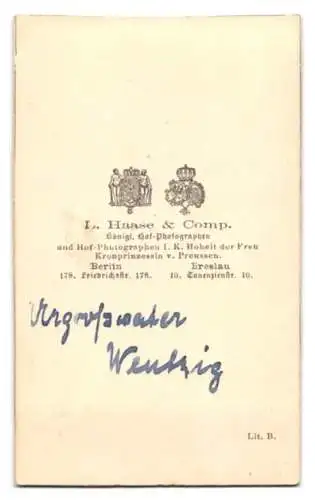 L. Haase & Comp.
Königl. Hof-Photographen
und Hof-Photographen I. K. Hoheit der Frau
Kronprinzessin v. Preussen.
Berlin Breslau
178. Friedrichstr. 178. 10. Tauenzienstr. 10.
Urgroßvater
Wentzig
Lit. B.